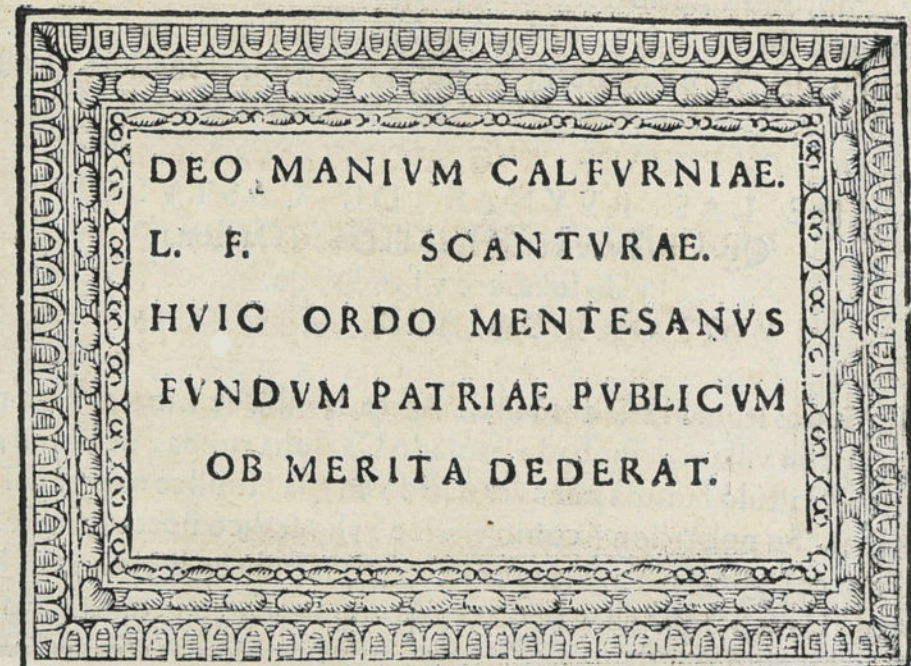 DEO MANIVM CALFVRNIAE.
L. F. SCANTVRAE.
HVIC ORDO MENTESANVS
FVNDVM PATRIAE PVBLICVM
OB MERITA DEDERAT.